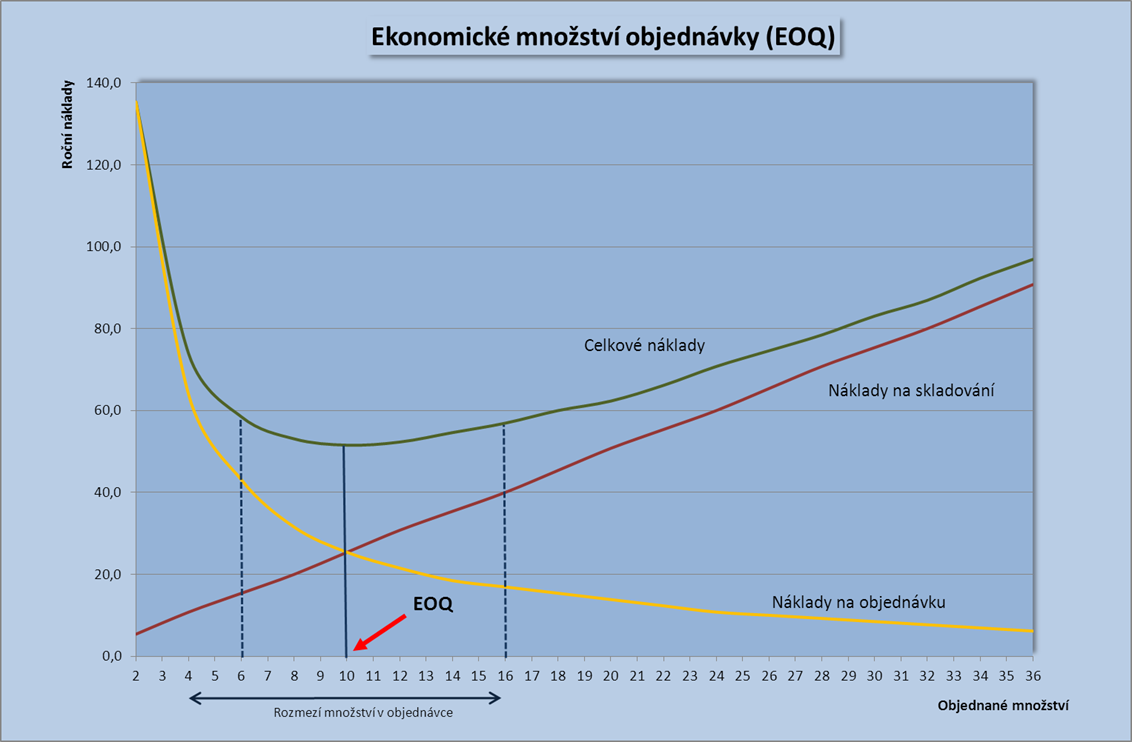 Ekonomické množství objednávky (EOQ)
Roční náklady
140,0
120,0
100,0
80,0
60,0
40,0
20,0
0,0
Celkové náklady
Náklady na skladování
Náklady na objednávku
EOQ
2 3 4 5 6 7 8 9 10 11 12 13 14 15 16 17 18 19 20 21 22 23 24 25 26 27 28 29 30 31 32 33 34 35 36
Rozmezí množství v objednávce
Objednané množství